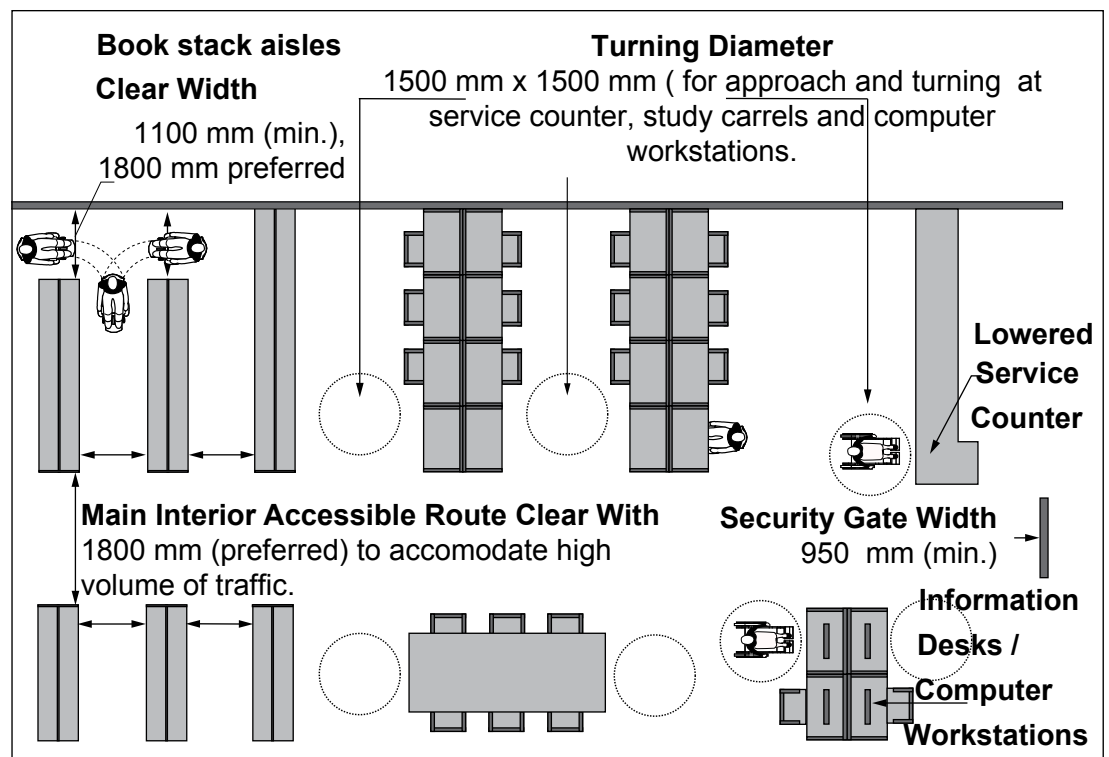 Book stack aisles
Clear Width
1100 mm (min.),
1800 mm preferred
Turning Diameter
1500 mm x 1500 mm ( for approach and turning at
service counter, study carrels and computer
workstations.
Lowered
Service
Counter
Main Interior Accessible Route Clear With
1800 mm (preferred) to accomodate high
volume of traffic.
Security Gate Width
950 mm (min.)
Information
Desks /
Computer
Workstations